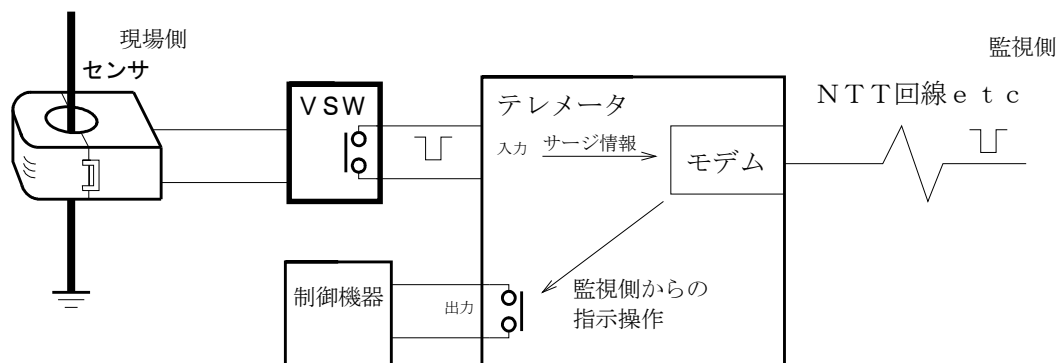 現場側
監視側
センサ
VSW
テレメータ
NTT回線etc
入力
サージ情報
モデム
制御機器
出力
監視側からの
指示操作